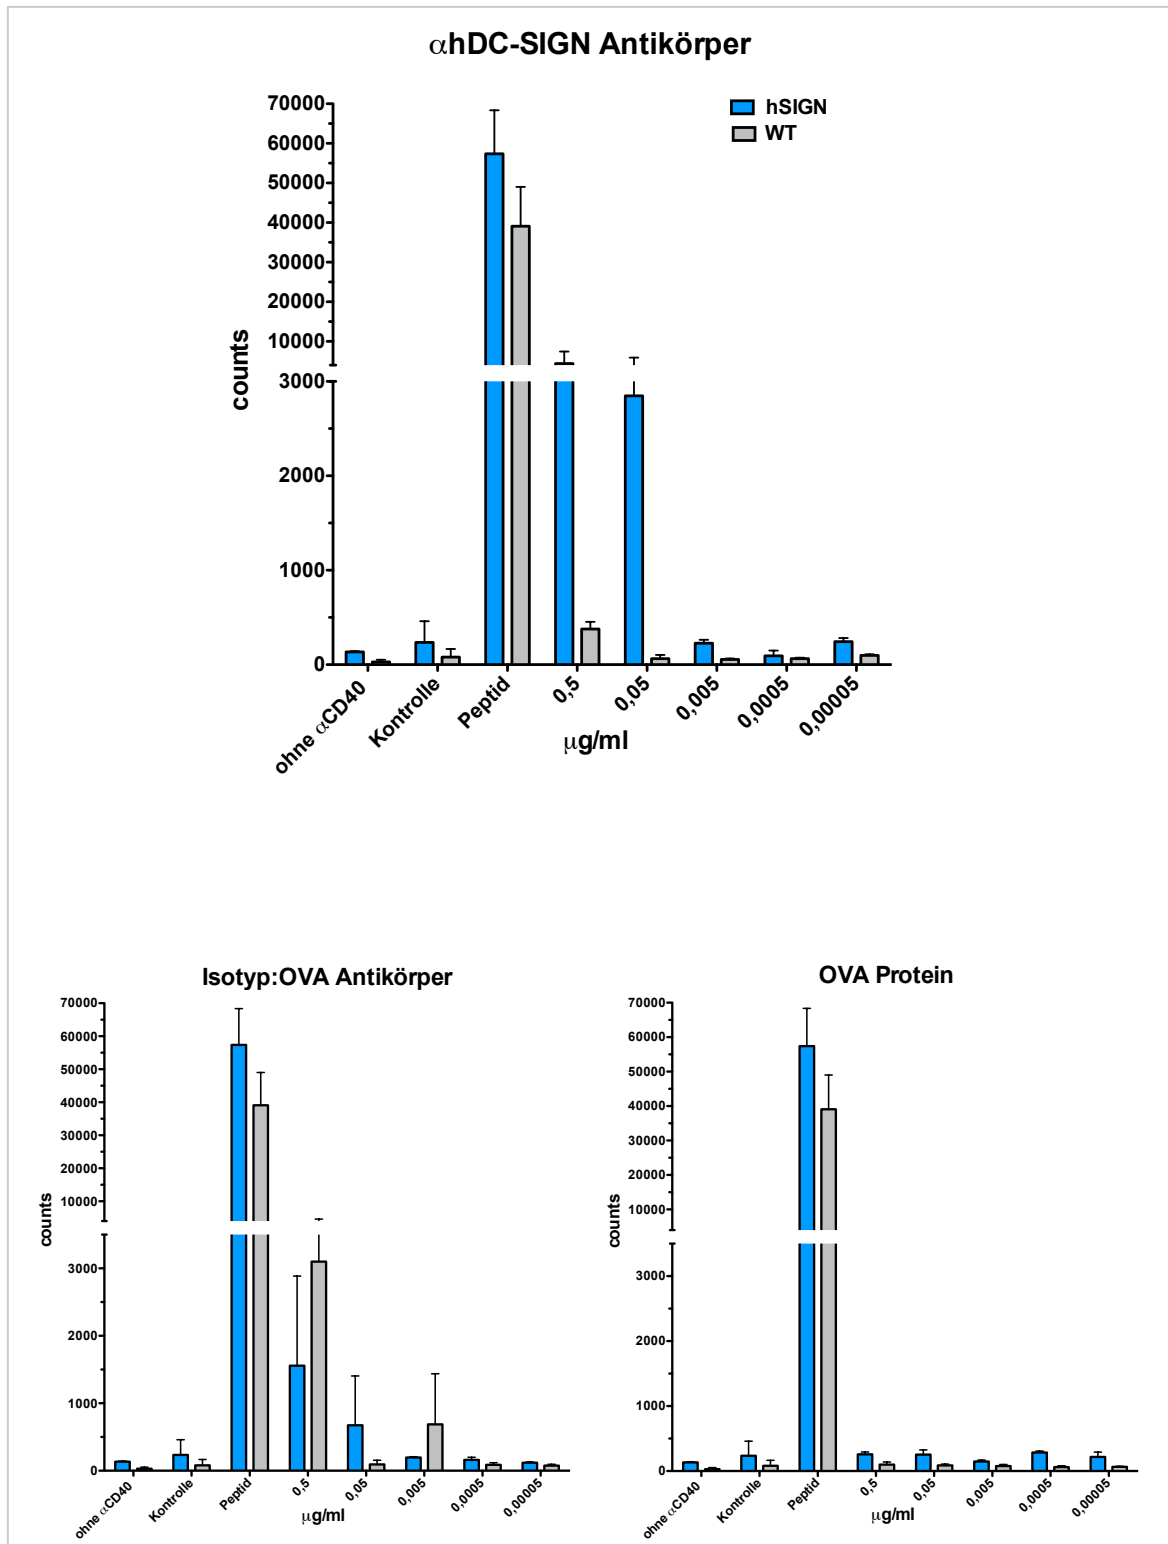 αhDC-SIGN Antikörper
hSIGN
WT
70000
60000
50000
40000
30000
20000
10000
3000
2000
1000
0
counts
ohne αCD40
Kontrolle
Peptid
0,5
0,05
0,005
0,0005
0,00005
μg/ml
Isotyp:OVA Antikörper
70000
60000
50000
40000
30000
20000
10000
3000
2000
1000
0
counts
ohne αCD40
Kontrolle
Peptid
0,5
0,05
0,005
0,0005
0,00005
μg/ml
OVA Protein
70000
60000
50000
40000
30000
20000
10000
3000
2000
1000
0
counts
ohne αCD40
Kontrolle
Peptid
0,5
0,05
0,005
0,0005
0,00005
μg/ml